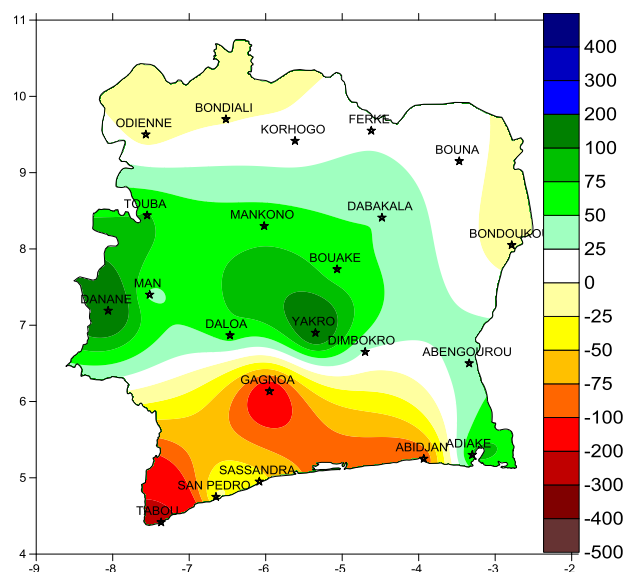 11
10
9
8
7
6
5
4
-9
-8
-7
-6
-5
-4
-3
-2
ODIENNE
BONDIALI
KORHOGO
FERKE
BOUNA
TOUBA
MANKONO
DABAKALA
BONDOUKOU
BOUAKE
MAN
DANANE
DALOA
YAKRO
DIMBOKRO
ABENGOUROU
GAGNOA
ABIDJAN
ADIAKE
SASSANDRA
SAN PEDRO
TABOU
400
300
200
100
75
50
25
0
-25
-50
-75
-100
-200
-300
-400
-500